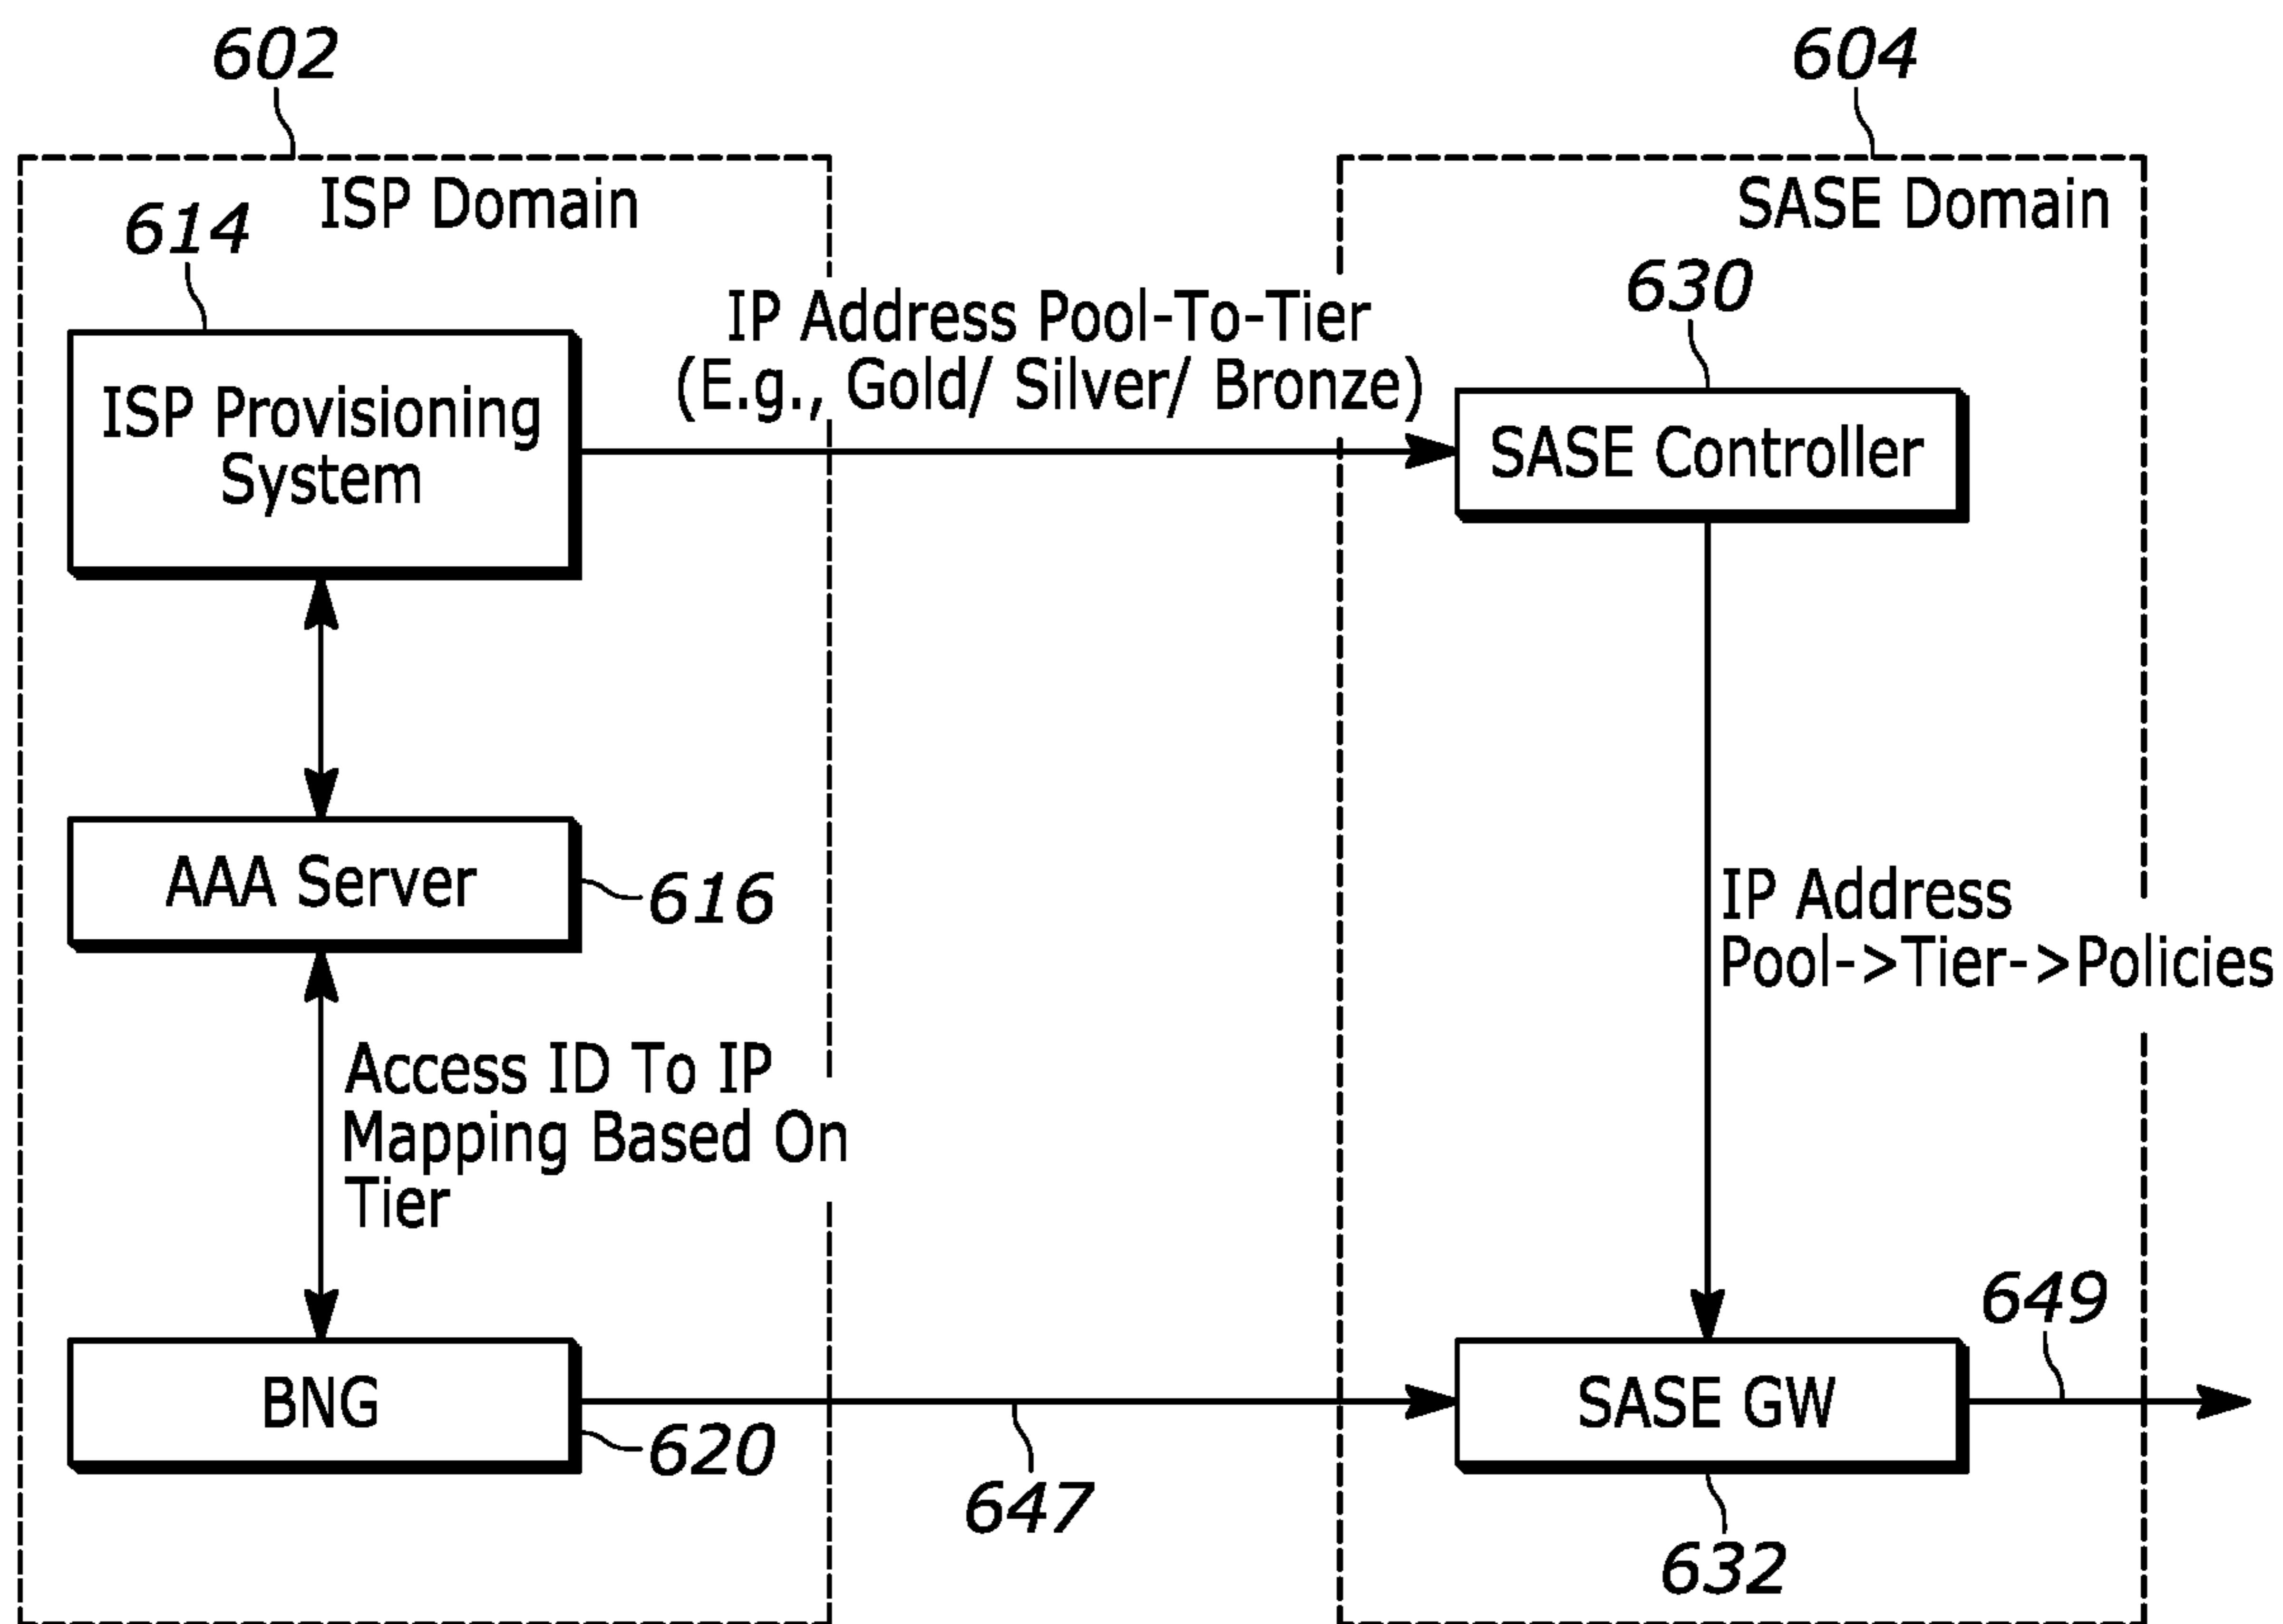 602
604
ISP Domain
SASE Domain
614
630
IP Address Pool-To-Tier
(E.g., Gold/ Silver/ Bronze)
ISP Provisioning
System
SASE Controller
AAA Server
616
IP Address
Pool->Tier->Policies
Access ID To IP
Mapping Based On
Tier
649
BNG
SASE GW
620
647
632